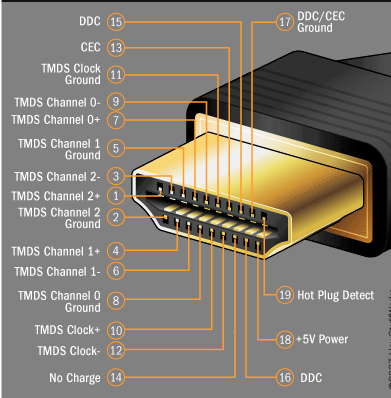 DDC 15
17 DDC/CEC
Ground
CEC 13
TMDS Clock
Ground 11
TMDS Channel 0- 9
TMDS Channel 0+ 7
TMDS Channel 1
Ground 5
TMDS Channel 2- 3
TMDS Channel 2+ 1
TMDS Channel 2
Ground 2
TMDS Channel 1+ 4
TMDS Channel 1- 6
TMDS Channel 0
Ground 8
19 Hot Plug Detect
TMDS Clock+ 10
18 +5V Power
TMDS Clock- 12
No Charge 14
16 DDC